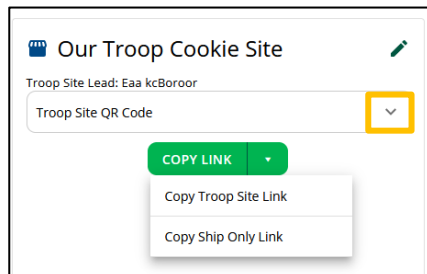 Our Troop Cookie Site
Troop Site Lead: Eaa kcBoroor
Troop Site QR Code
COPY LINK
Copy Troop Site Link
Copy Ship Only Link